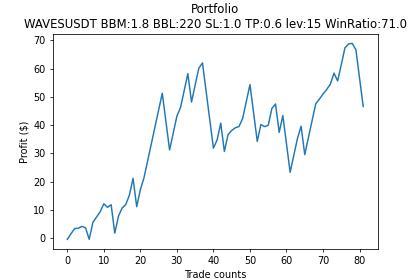 Portfolio
WAVESUSDT BBM:1.8 BBL:220 SL:1.0 TP:0.6 lev:15 WinRatio:71.0
70
60
50
40
30
20
10
0
Profit ($)
0 10 20 30 40 50 60 70 80
Trade counts